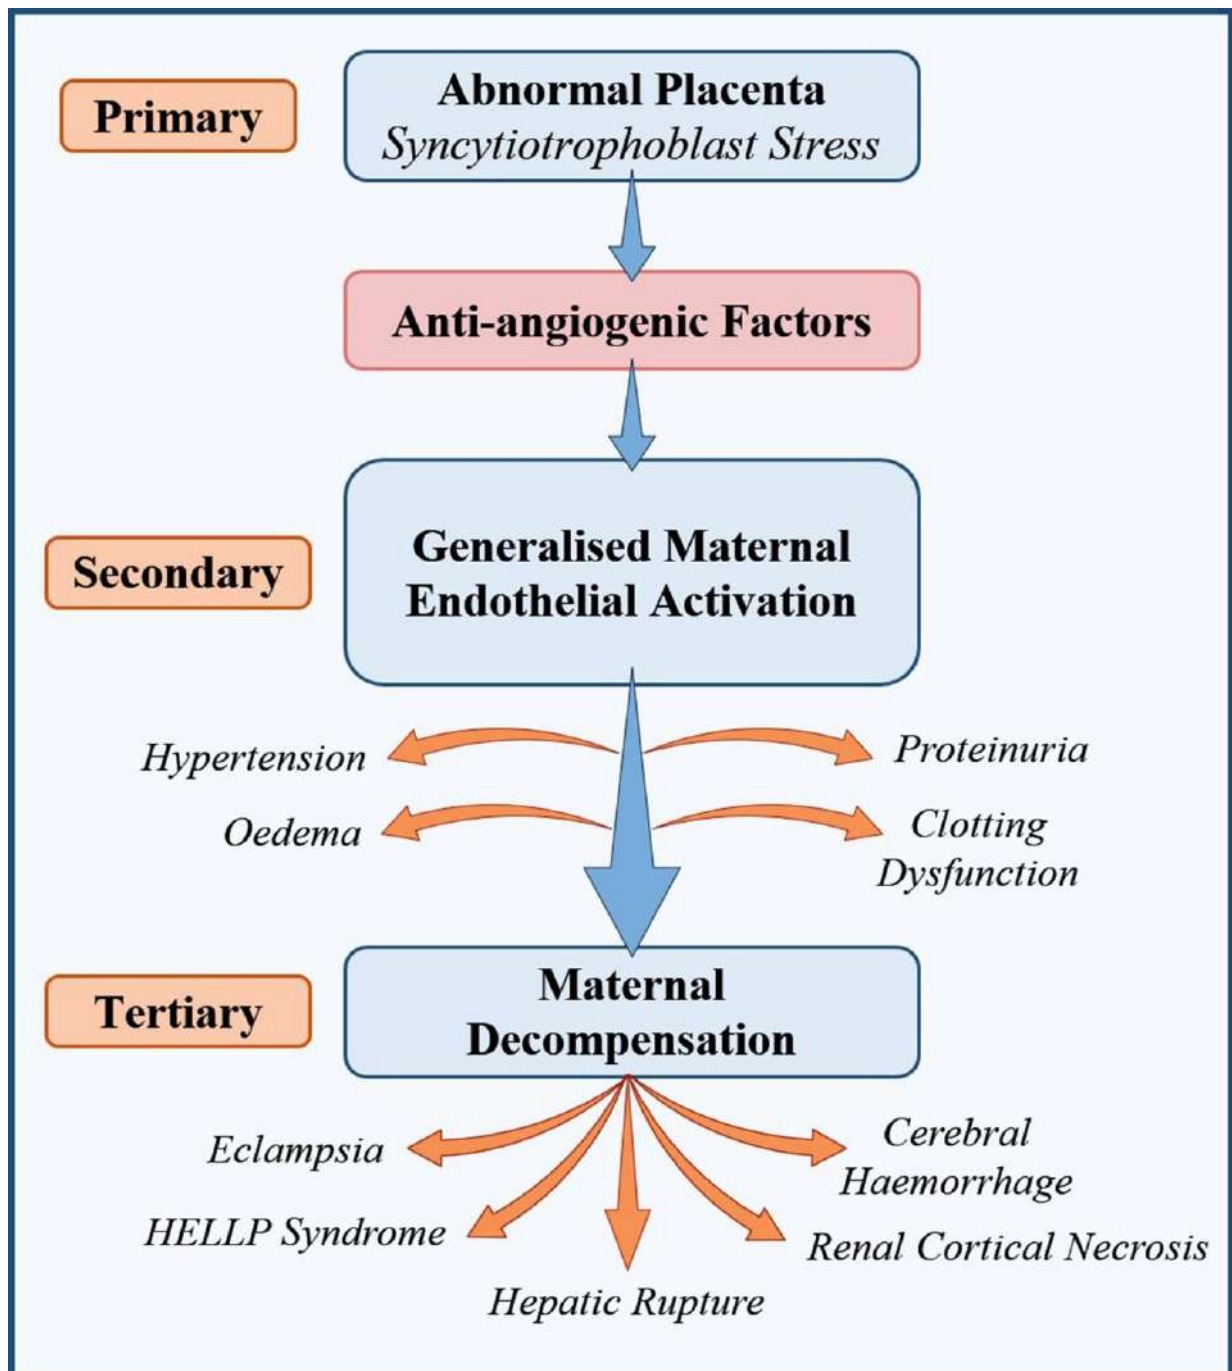 Primary
Abnormal Placenta
Syncytiotrophoblast Stress
Anti-angiogenic Factors
Secondary
Generalised Maternal
Endothelial Activation
Hypertension
Proteinuria
Oedema
Clotting
Dysfunction
Tertiary
Maternal
Decompensation
Eclampsia
Cerebral
Haemorrhage
HELLP Syndrome
Renal Cortical Necrosis
Hepatic Rupture